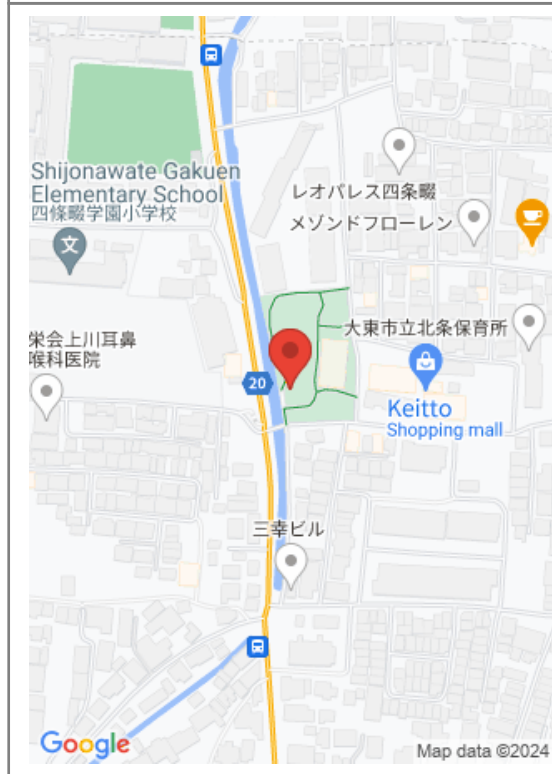 Shijonawate Gakuen
Elementary School
四條畷学園小学校
文
レオパレス四条畷
メゾンドフローレン
栄会上川耳鼻
喉科医院
大東市立北条保育所
20
Keitto
Shopping mall
三幸ビル
Google
Map data ©2024